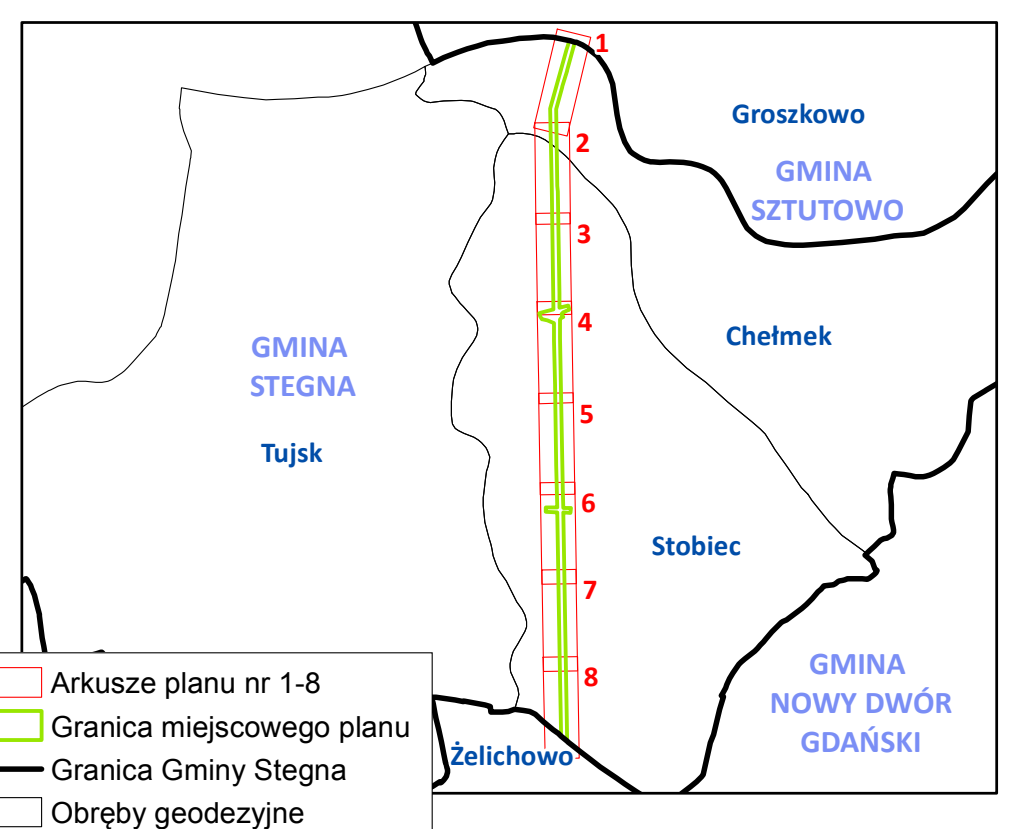 1
Groszkowo
2
GMINA
SZTUTOWO
3
4
Chełmek
GMINA
STEGNA
5
Tujsk
6
Stobiec
7
8
GMINA
NOWY DWÓR
GDAŃSKI
Żelichowo
Arkusze planu nr 1-8
Granica miejscowego planu
Granica Gminy Stegna
Obręby geodezyjne